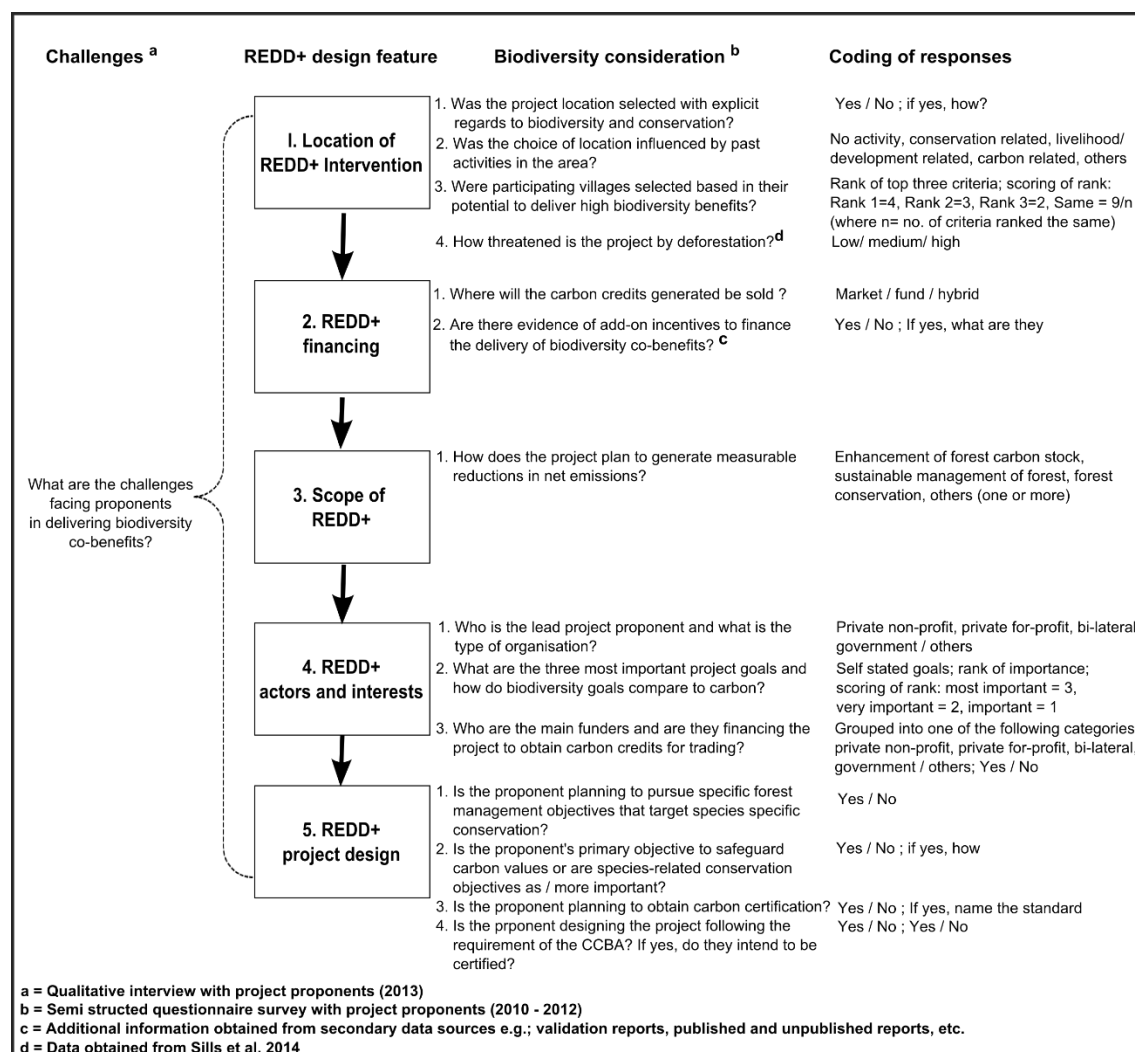 Challenges a
REDD+ design feature
Biodiversity consideration b
Coding of responses
What are the challenges
facing proponents
in delivering biodiversity
co-benefits?
I. Location of
REDD+ Intervention
1. Was the project location selected with explicit
regards to biodiversity and conservation?
Yes / No ; if yes, how?
2. Was the choice of location influenced by past
activities in the area?
No activity, conservation related, livelihood/
development related, carbon related, others
3. Were participating villages selected based in their
potential to deliver high biodiversity benefits?
Rank of top three criteria; scoring of rank:
Rank 1=4, Rank 2=3, Rank 3=2, Same = 9/n
(where n= no. of criteria ranked the same)
4. How threatened is the project by deforestation?d
Low/ medium/ high
2. REDD+
financing
1. Where will the carbon credits generated be sold ?
Market / fund / hybrid
2. Are there evidence of add-on incentives to finance
the delivery of biodiversity co-benefits? c
Yes / No ; If yes, what are they
3. Scope of
REDD+
1. How does the project plan to generate measurable
reductions in net emissions?
Enhancement of forest carbon stock,
sustainable management of forest, forest
conservation, others (one or more)
4. REDD+
actors and interests
1. Who is the lead project proponent and what is the
type of organisation?
Private non-profit, private for-profit, bi-lateral
government / others
2. What are the three most important project goals and
how do biodiversity goals compare to carbon?
Self stated goals; rank of importance;
scoring of rank: most important = 3,
very important = 2, important = 1
3. Who are the main funders and are they financing the
project to obtain carbon credits for trading?
Grouped into one of the following categories
private non-profit, private for-profit, bi-lateral,
government / others; Yes / No
5. REDD+
project design
1. Is the proponent planning to pursue specific forest
management objectives that target species specific
conservation?
Yes / No
2. Is the proponent's primary objective to safeguard
carbon values or are species-related conservation
objectives as / more important?
Yes / No ; if yes, how
3. Is the proponent planning to obtain carbon certification?
Yes / No ; If yes, name the standard
4. Is the prponent designing the project following the
requirement of the CCBA? If yes, do they intend to be
certified?
Yes / No ; Yes / No
a = Qualitative interview with project proponents (2013)
b = Semi structed questionnaire survey with project proponents (2010 - 2012)
c = Additional information obtained from secondary data sources e.g.; validation reports, published and unpublished reports, etc.
d = Data obtained from Sills et al. 2014